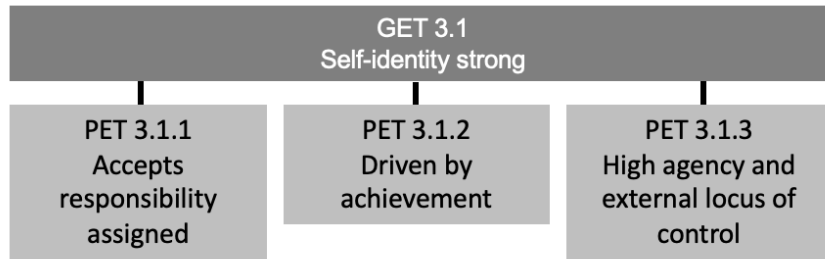 GET 3.1
Self-identity strong
PET 3.1.1
Accepts
responsibility
assigned
PET 3.1.2
Driven by
achievement
PET 3.1.3
High agency and
external locus of
control